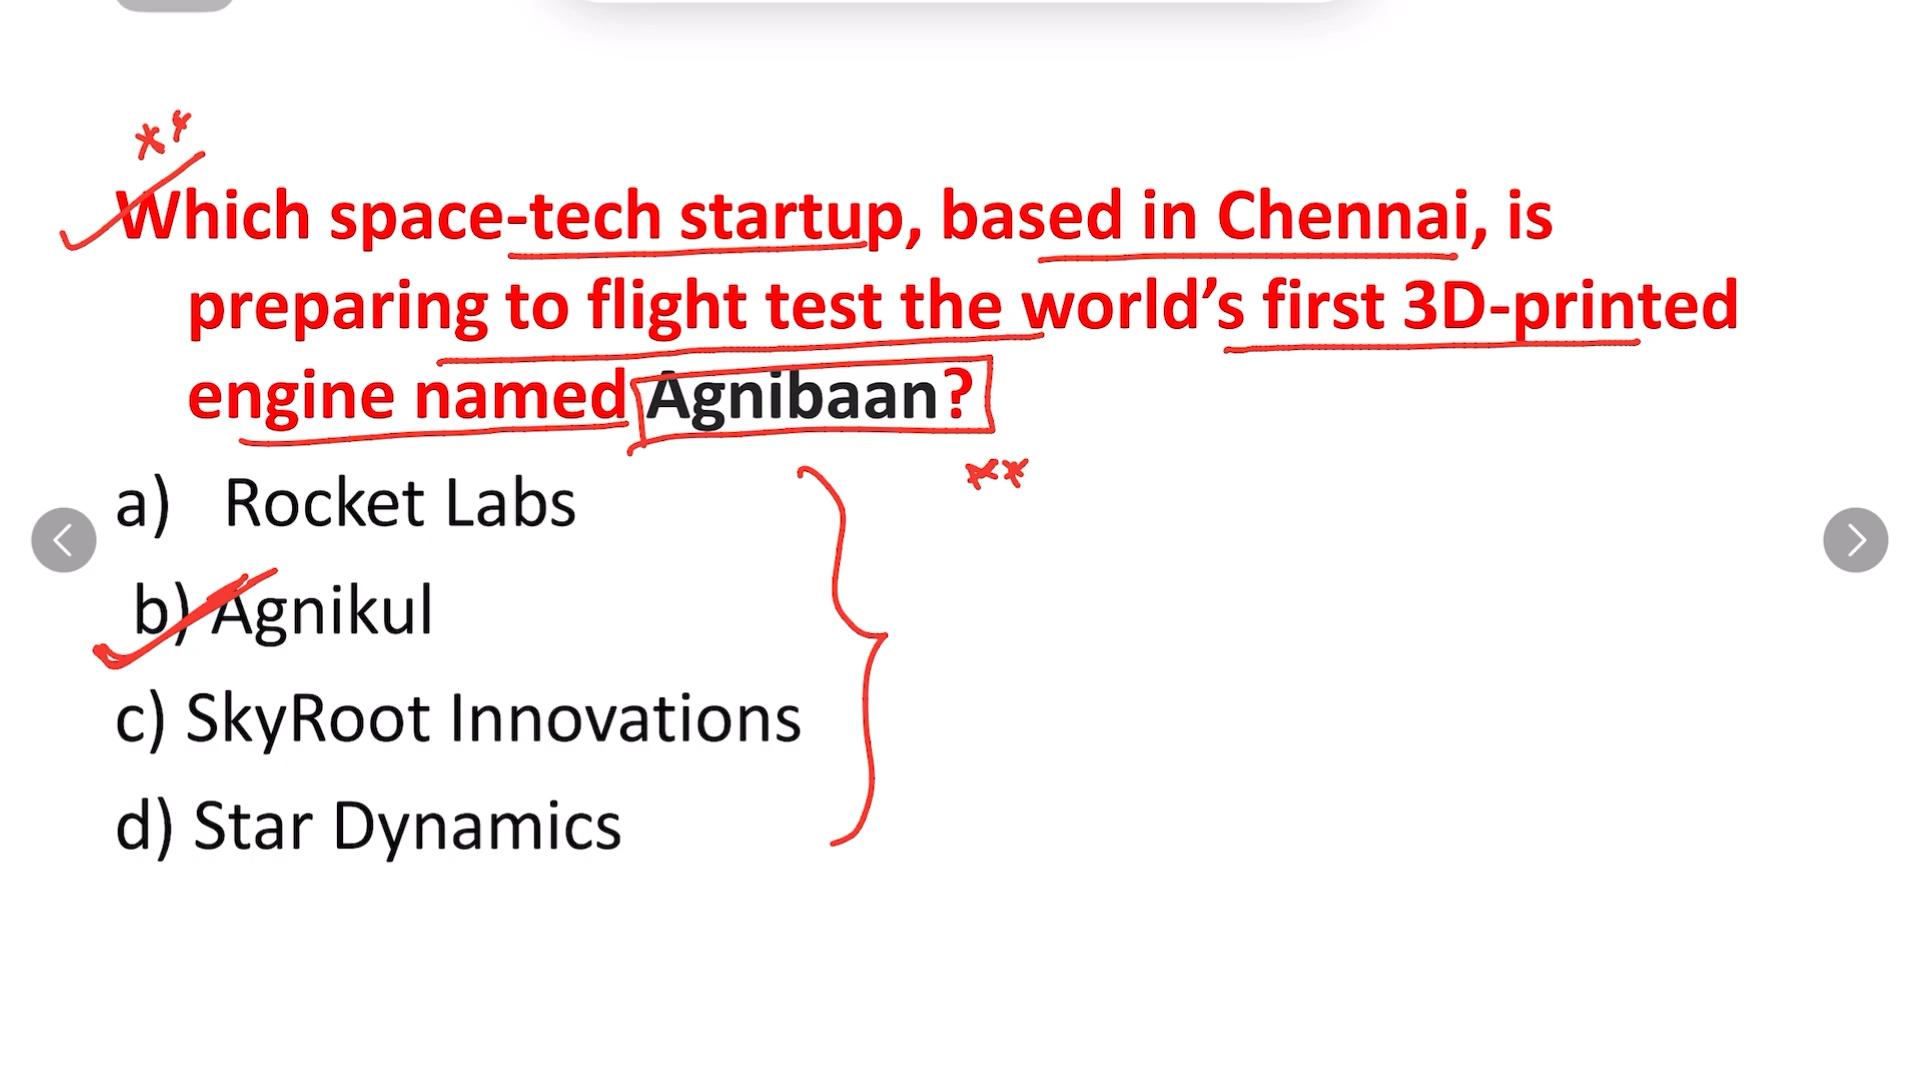 Which space-tech startup, based in Chennai, is
preparing to flight test the world’s first 3D-printed
engine named Agnibaan?
a) Rocket Labs
b) Agnikul
c) SkyRoot Innovations
d) Star Dynamics